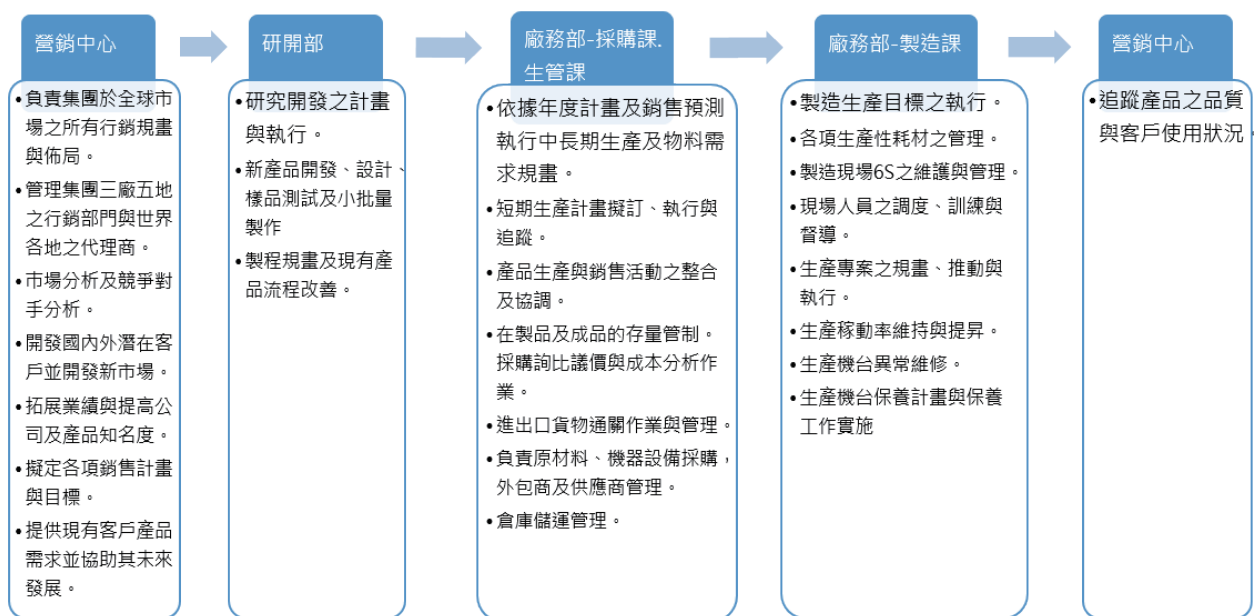 營銷中心
•負責集團於全球市
場之所有行銷規畫
與佈局。
•管理集團三廠五地
之行銷部門與世界
各地之代理商。
•市場分析及競爭對
手分析。
•開發國內外潛在客
戶並開發新市場。
•拓展業績與提高公
司及產品知名度。
•擬定各項銷售計畫
與目標。
•提供現有客戶產品
需求並協助其未來
發展。
研開部
•研究開發之計畫
與執行。
•新產品開發、設計、
樣品測試及小批量
製作
•製程規畫及現有產
品流程改善。
廠務部-採購課.
生管課
•依據年度計畫及銷售預測
執行中長期生產及物料需
求規畫。
•短期生產計畫擬訂、執行與
追蹤。
•產品生產與銷售活動之整合
及協調。
•在製品及成品的存量管制。
採購詢比議價與成本分析作
業。
•進出口貨物通關作業與管理。
•負責原材料、機器設備採購，
外包商及供應商管理。
•倉庫儲運管理。
廠務部-製造課
•製造生產目標之執行。
•各項生產性耗材之管理。
•製造現場6S之維護與管理。
•現場人員之調度、訓練與
督導。
•生產專案之規畫、推動與
執行。
•生產稼動率維持與提昇。
•生產機台異常維修。
•生產機台保養計畫與保養
工作實施
營銷中心
•追蹤產品之品質
與客戶使用狀況。